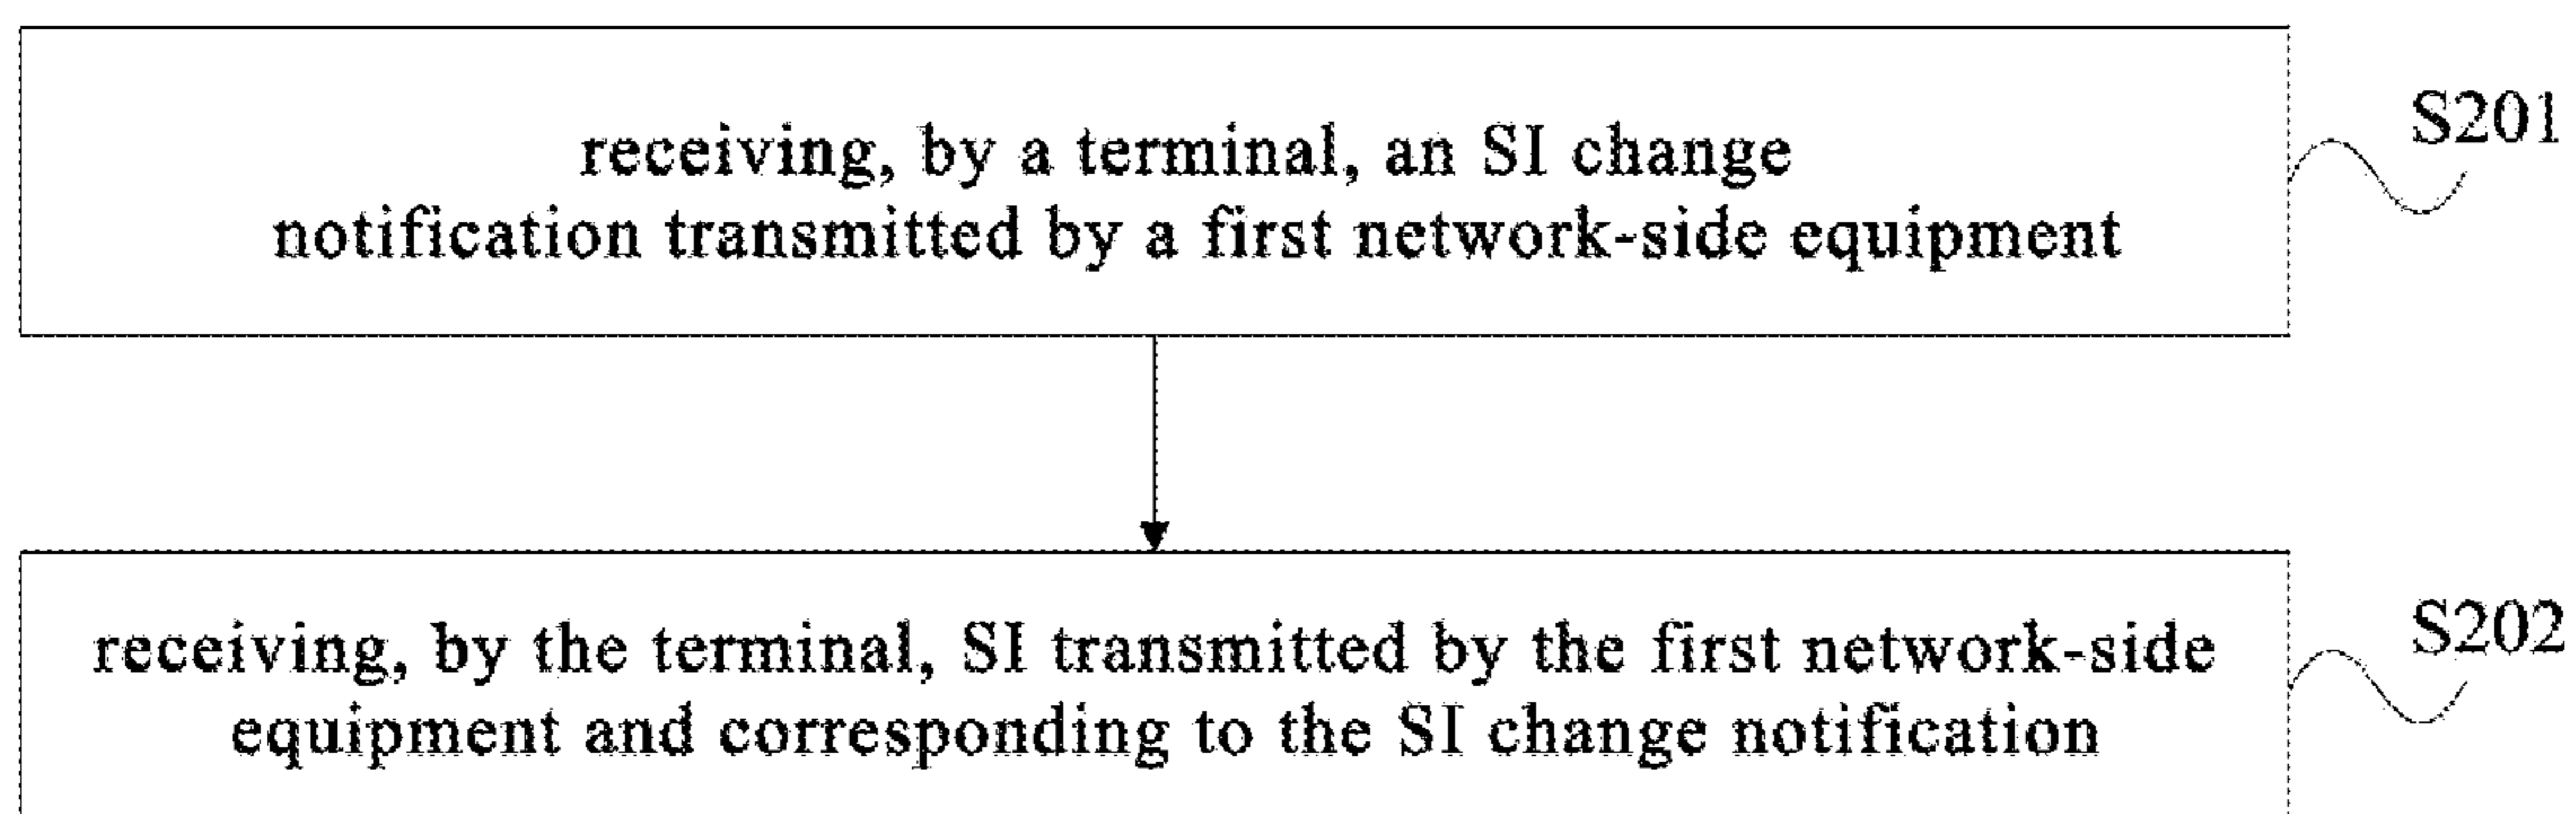 receiving, by a terminal, an SI change
notification transmitted by a first network-side equipment
S201
receiving, by the terminal, SI transmitted by the first network-side
equipment and corresponding to the SI change notification
S202